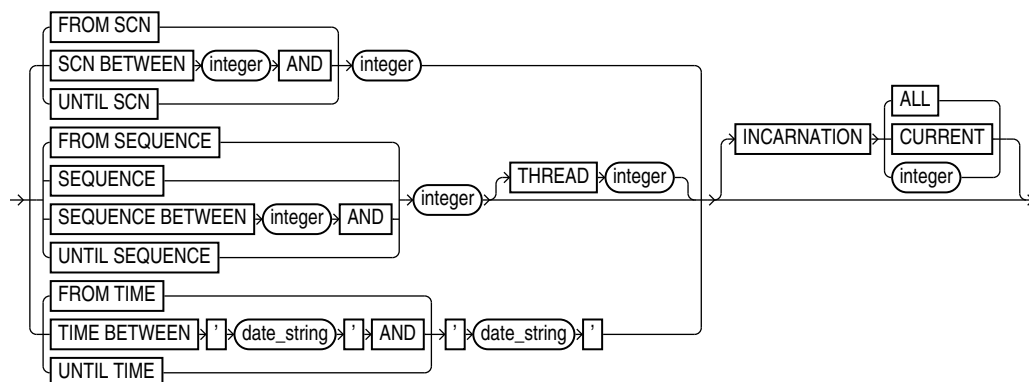 FROM SCN
SCN BETWEEN integer AND integer
UNTIL SCN
FROM SEQUENCE
SEQUENCE
SEQUENCE BETWEEN integer AND integer THREAD integer
UNTIL SEQUENCE
FROM TIME
TIME BETWEEN ' date_string ' AND ' date_string '
UNTIL TIME
INCARNATION
ALL
CURRENT
integer